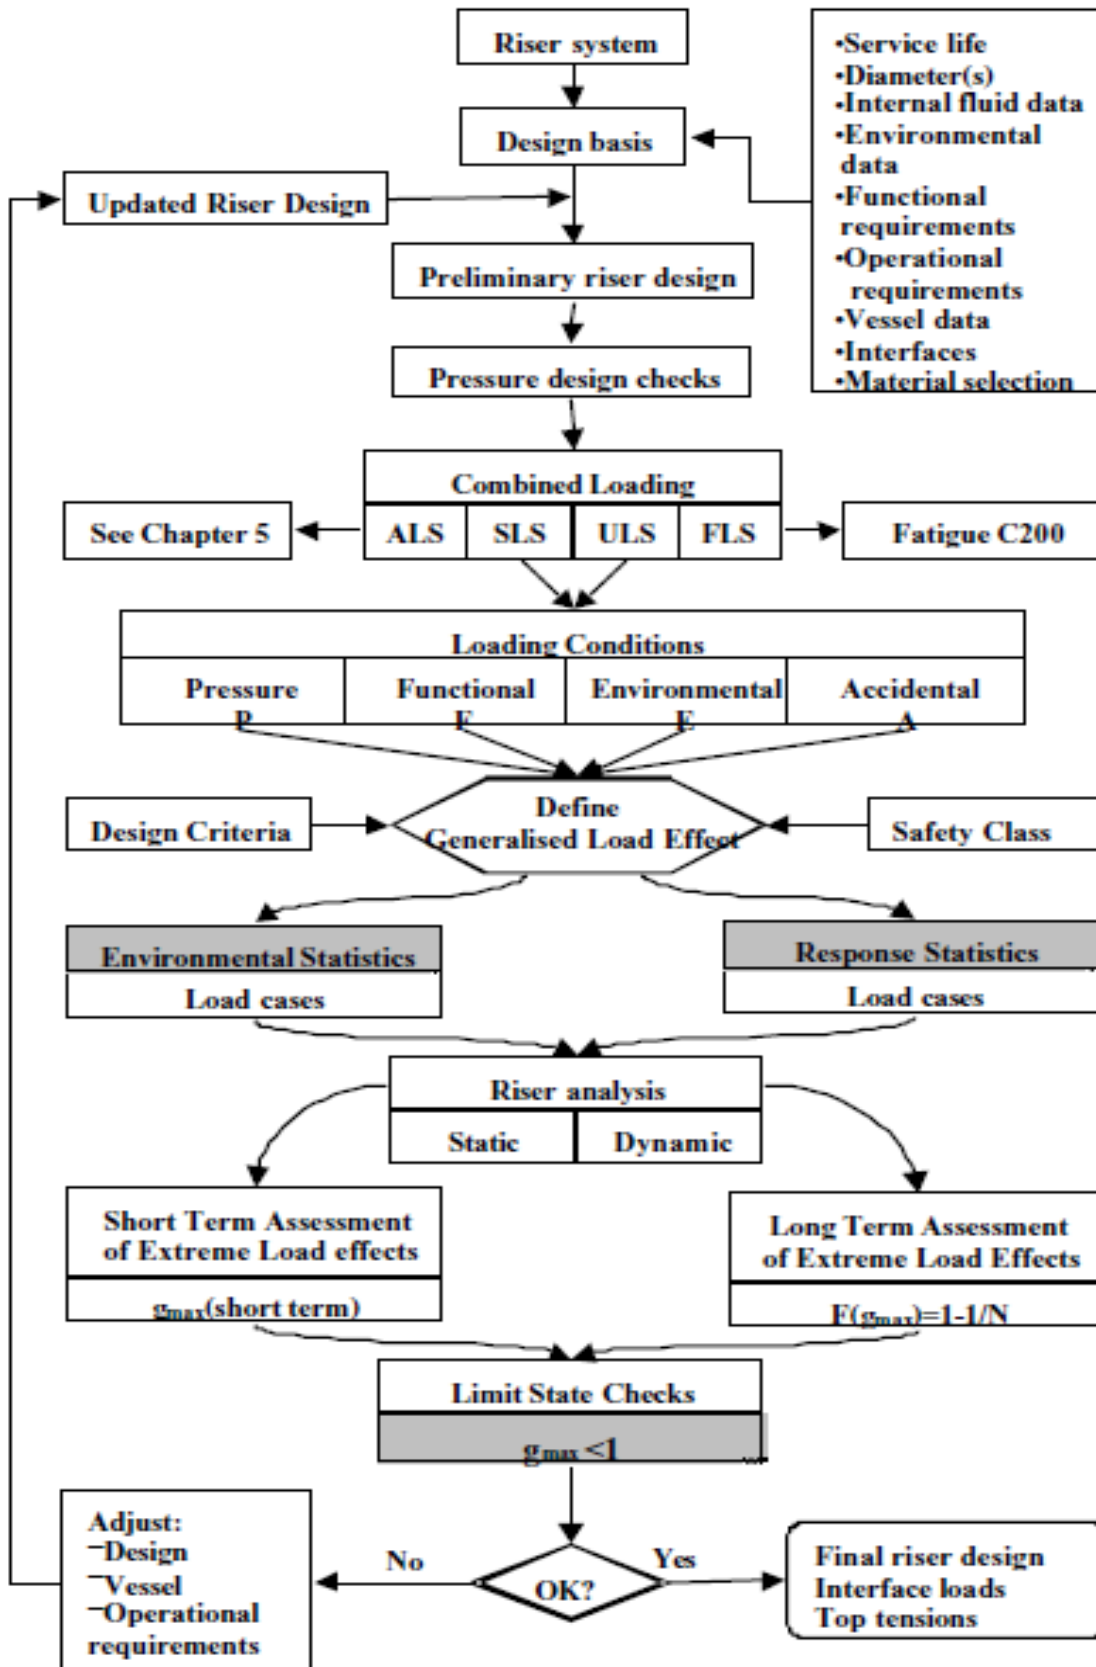 Riser system
•Service life
•Diameter(s)
•Internal fluid data
•Environmental
data
•Functional
requirements
•Operational
requirements
•Vessel data
•Interfaces
•Material selection
Design basis
Updated Riser Design
Preliminary riser design
Pressure design checks
Combined Loading
See Chapter 5
ALS SLS ULS FLS
Fatigue C200
Loading Conditions
Pressure Functional Environmental Accidental
P F E A
Design Criteria
Define
Generalised Load Effect
Safety Class
Environmental Statistics
Load cases
Response Statistics
Load cases
Riser analysis
Static Dynamic
Short Term Assessment
of Extreme Load effects
gmax(short term)
Long Term Assessment
of Extreme Load Effects
F(gmax)=1-1/N
Limit State Checks
gmax <1
Adjust:
–Design
–Vessel
–Operational
requirements
No
OK?
Yes
Final riser design
Interface loads
Top tensions